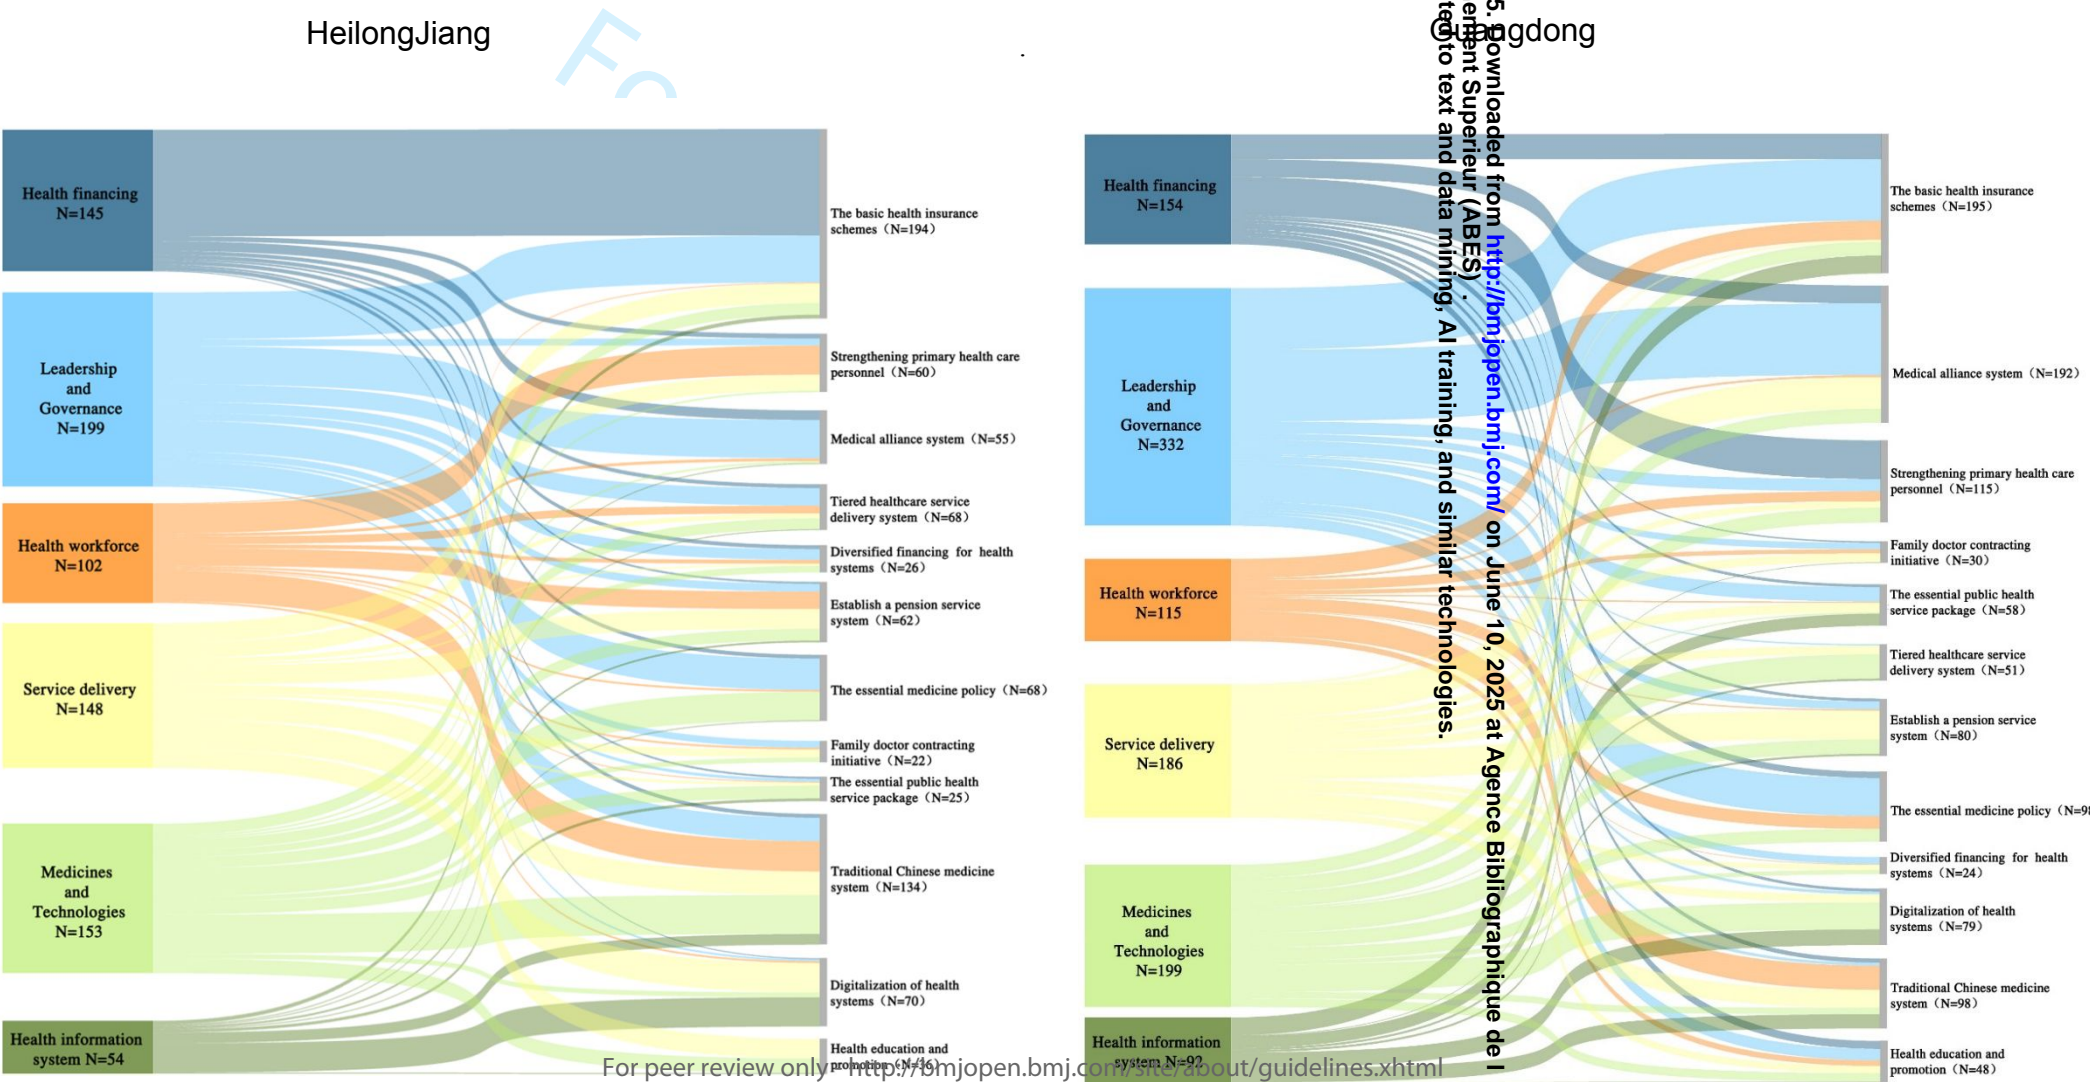 HeilongJiang
Fo
Health financing
N=145
Leadership
and
Governance
N=199
Health workforce
N=102
Service delivery
N=148
Medicines
and
Technologies
N=153
Health information
system N=54
The basic health insurance
schemes（N=194）
Strengthening primary health care
personnel（N=60）
Medical alliance system（N=55）
Tiered healthcare service
delivery system（N=68）
Diversified financing for health
systems（N=26）
Establish a pension service
system（N=62）
The essential medicine policy（N=68）
Family doctor contracting
initiative（N=22）
The essential public health
service package（N=25）
Traditional Chinese medicine
system（N=134）
Digitalization of health
systems（N=70）
Health education and
promotion（N=36）
Guangdong
Health financing
N=154
Leadership
and
Governance
N=332
Health workforce
N=115
Service delivery
N=186
Medicines
and
Technologies
N=199
Health information
system N=92
The basic health insurance
schemes（N=195）
Medical alliance system（N=192）
Strengthening primary health care
personnel（N=115）
Family doctor contracting
initiative（N=30）
The essential public health
service package（N=58）
Tiered healthcare service
delivery system（N=51）
Establish a pension service
system（N=80）
The essential medicine policy（N=98
Diversified financing for health
systems（N=24）
Digitalization of health
systems（N=79）
Traditional Chinese medicine
system（N=98）
Health education and
promotion（N=48）
5. Downloaded from http://bmjopen.bmj.com/ on June 10, 2025 at Agence Bibliographique de l
ement Superieur (ABES) .
ted to text and data mining, AI training, and similar technologies.
For peer review only - http://bmjopen.bmj.com/site/about/guidelines.xhtml